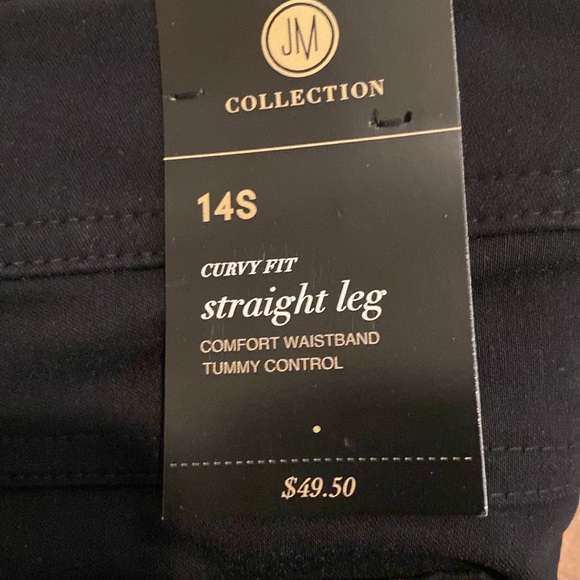 JM
COLLECTION
14S
CURVY FIT
straight leg
COMFORT WAISTBAND
TUMMY CONTROL
$49.50